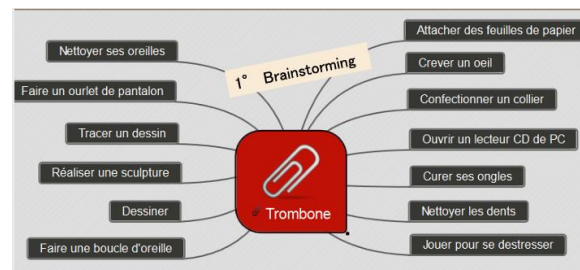 1° Brainstorming
Nettoyer ses oreilles
Faire un ourlet de pantalon
Tracer un dessin
Réaliser une sculpture
Dessiner
Faire une boucle d'oreille
Trombone
Attacher des feuilles de papier
Crever un oeil
Confectionner un collier
Ouvrir un lecteur CD de PC
Curer ses ongles
Nettoyer les dents
Jouer pour se destresser